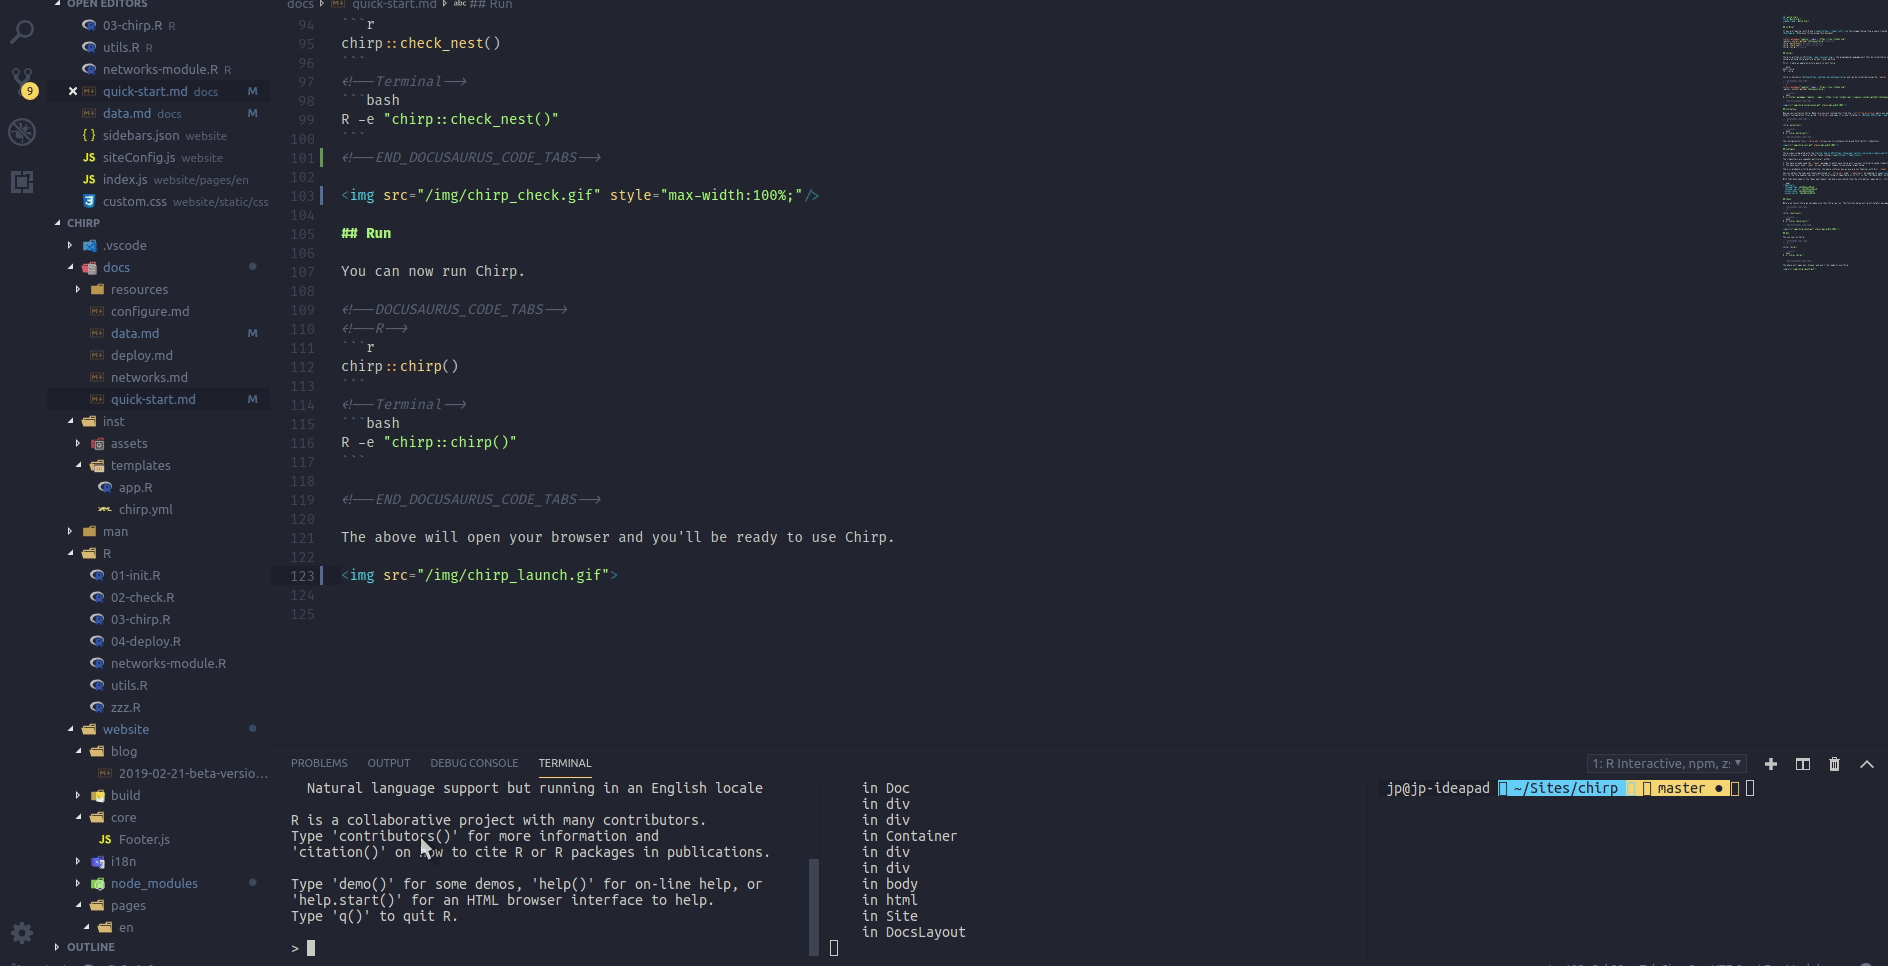 OPEN EDITORS
03-chirp.R R
utils.R R
networks-module.R R
9
quick-start.md docs M
data.md docs M
{ } sidebars.json website
JS siteConfig.js website
JS index.js website/pages/en
custom.css website/static/css
CHIRP
.vscode
docs
resources
configure.md
data.md M
deploy.md
networks.md
quick-start.md M
inst
assets
templates
app.R
chirp.yml
man
R
01-init.R
02-check.R
03-chirp.R
04-deploy.R
networks-module.R
utils.R
zzz.R
website
blog
2019-02-21-beta-versio...
build
core
JS Footer.js
i18n
node_modules
pages
en
OUTLINE
docs quick-start.md abc ## Run
94 ```r
95 chirp::check_nest()
96 ```
97 <!--Terminal-->
98 ```bash
99 R -e "chirp::check_nest()"
100 ```
101 <!--END_DOCUSAURUS_CODE_TABS-->
102
103 <img src="/img/chirp_check.gif" style="max-width:100%;"/>
104
105 ## Run
106
107 You can now run Chirp.
108
109 <!--DOCUSAURUS_CODE_TABS-->
110 <!--R-->
111 ```r
112 chirp::chirp()
113 ```
114 <!--Terminal-->
115 ```bash
116 R -e "chirp::chirp()"
117 ```
118
119 <!--END_DOCUSAURUS_CODE_TABS-->
120
121 The above will open your browser and you'll be ready to use Chirp.
122
123 <img src="/img/chirp_launch.gif">
124
125
PROBLEMS OUTPUT DEBUG CONSOLE TERMINAL
1: R Interactive, npm, z
Natural language support but running in an English locale
R is a collaborative project with many contributors.
Type 'contributors()' for more information and
'citation()' on how to cite R or R packages in publications.
Type 'demo()' for some demos, 'help()' for on-line help, or
'help.start()' for an HTML browser interface to help.
Type 'q()' to quit R.
>
in Doc
in div
in div
in Container
in div
in div
in body
in html
in Site
in DocsLayout
jp@jp-ideapad ~/Sites/chirp master ●